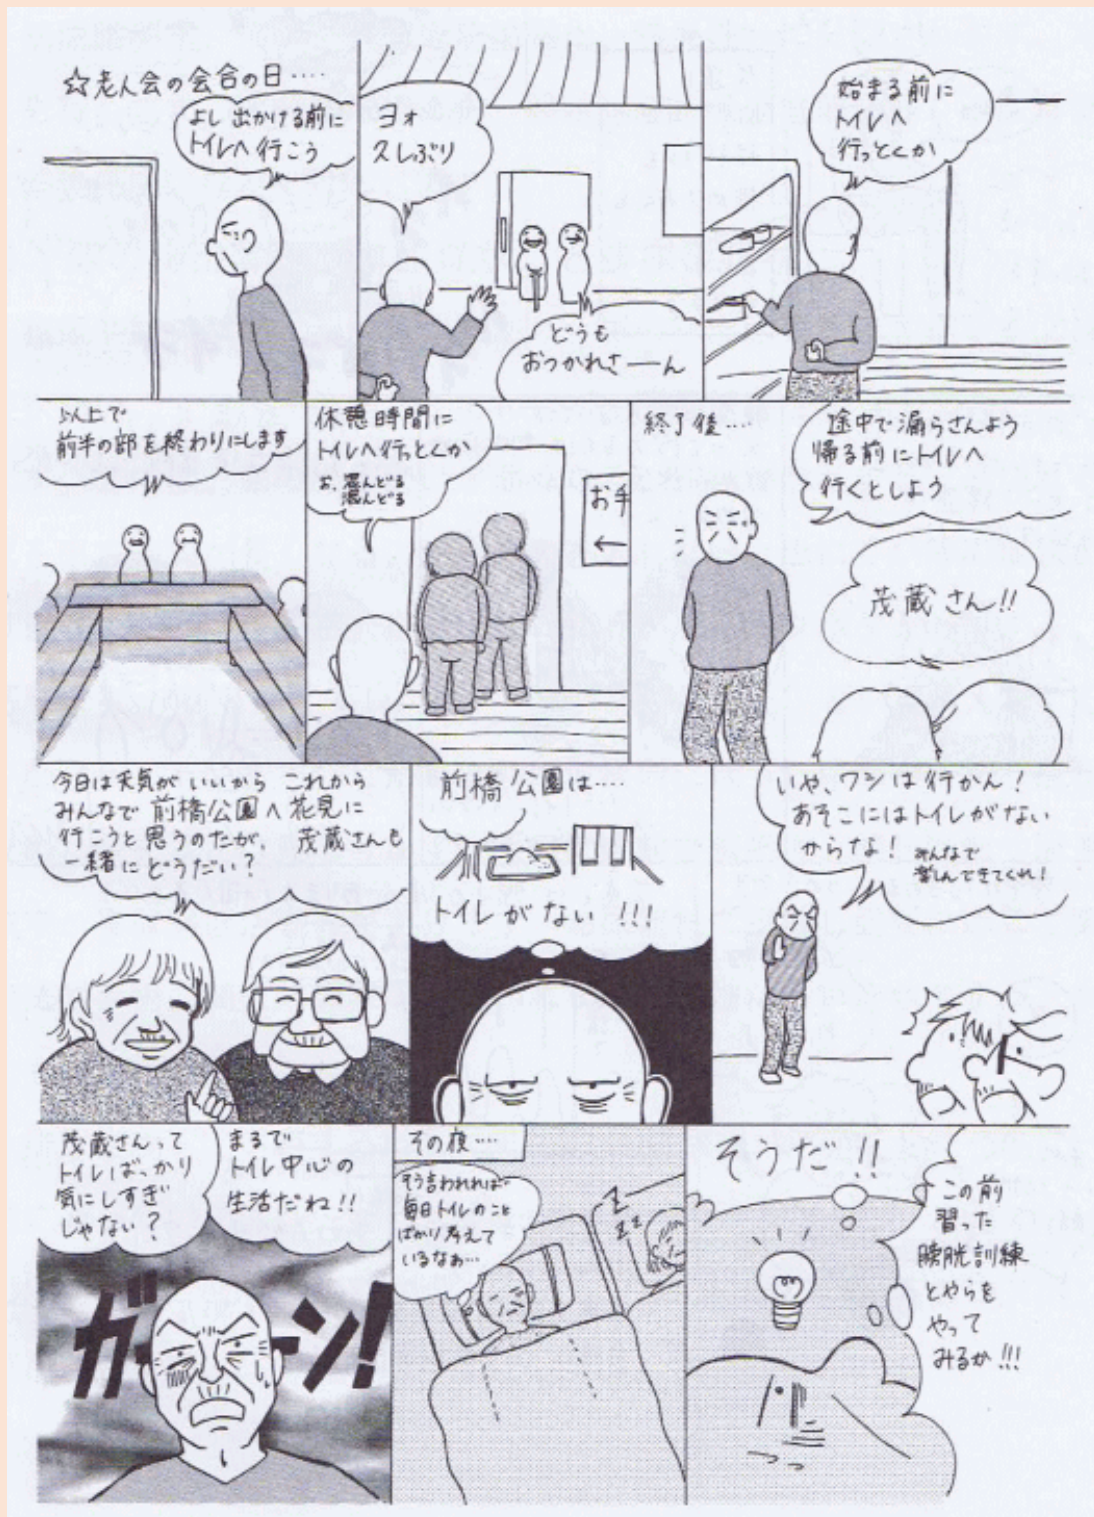 ☆老人会の会合の日‥‥
よし 出かける前に
トイレへ行こう
ヨォ
久しぶり
どうも
おつかれさーーん
始まる前に
トイレへ
行っとくか
以上で
前半の部を終わりにします
休憩時間に
トイレへ行っとくか
お、混んどる
混んどる
お手
←
終了後‥‥
途中で漏らさんよう
帰る前にトイレへ
行くとしよう
茂蔵さん!!
今日は天気がいいから これから
みんなで 前橋公園へ花見に
行こうと思うのだが、 茂蔵さんも
一緒にどうだい?
前橋公園は‥‥
トイレがない!!!
いや、ワシは行かん!
あそこにはトイレがない
からな!
みんなで
楽しんできてくれ!
茂蔵さんって
トイレばっかり
気にしすぎ
じゃない?
まるで
トイレ中心の
生活だね!!
ガーーン!
その夜‥‥
そう言われれば
毎日トイレのこと
ばかり考えて
いるなぁ…
Z
Z Z
そうだ!!
この前
習った
膀胱訓練
とやらを
やって
みるか!!!